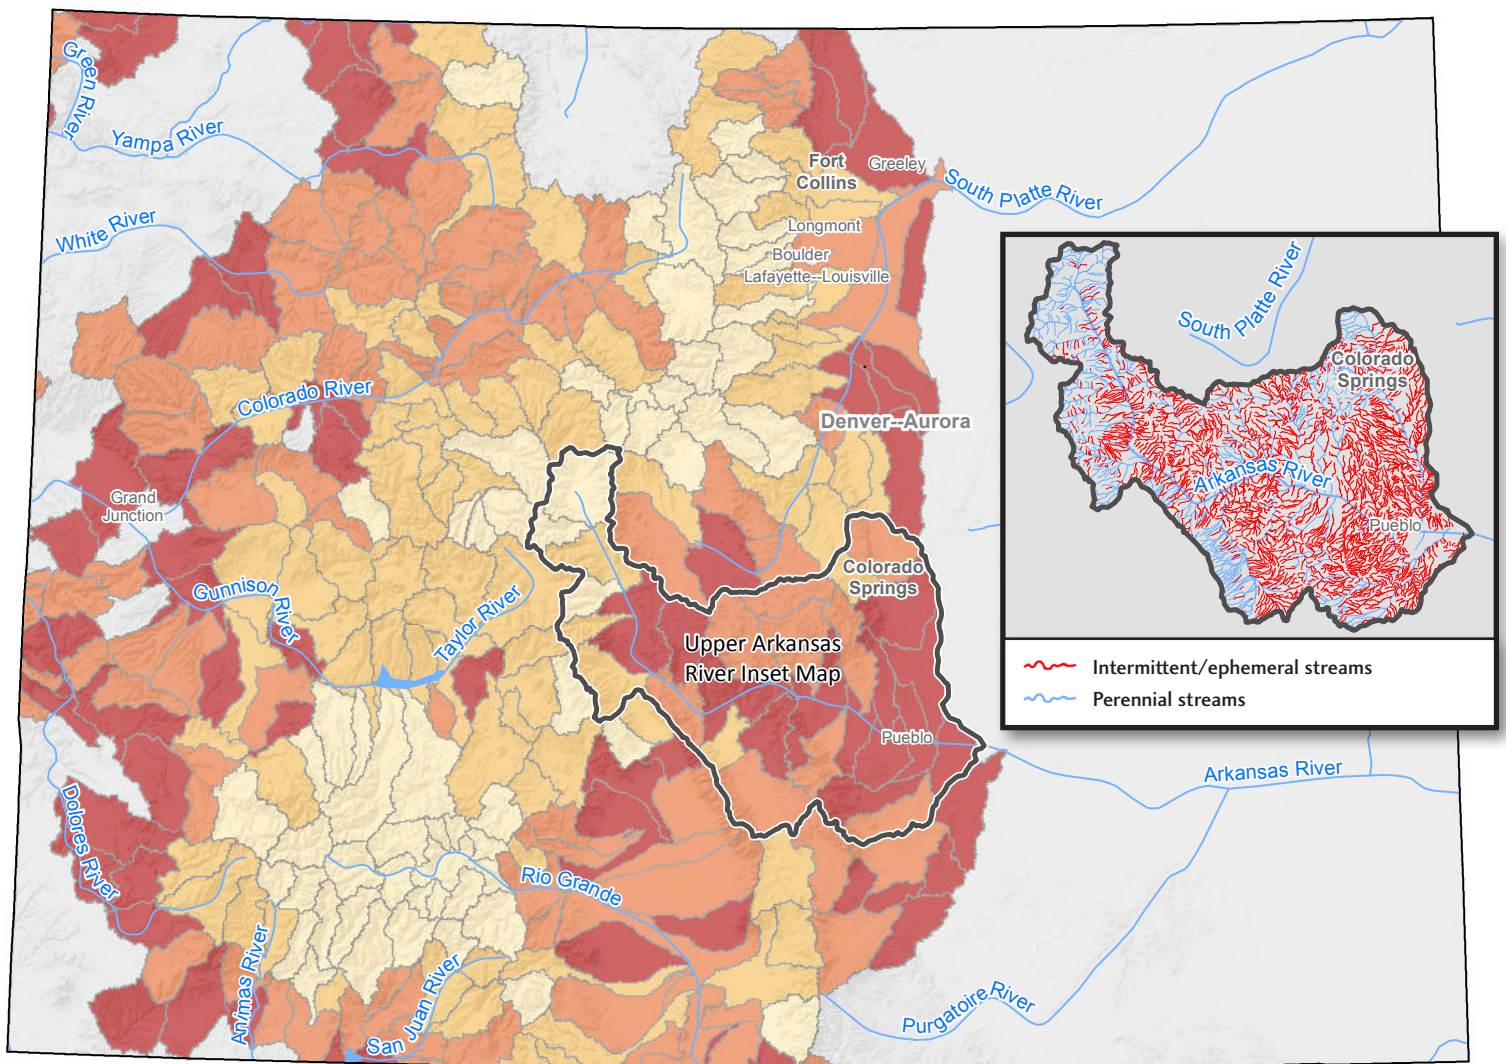 Green River
Yampa River
White River
Fort
Collins
Greeley
South Platte River
Longmont
Boulder
Lafayette--Louisville
Colorado River
Denver--Aurora
Grand
Junction
Gunnison River
Taylor River
Colorado
Springs
Upper Arkansas
River Inset Map
Pueblo
Arkansas River
Dolores River
Rio Grande
Animas River
San Juan River
Purgatoire River
South Platte River
Colorado
Springs
Arkansas River
Pueblo
Intermittent/ephemeral streams
Perennial streams